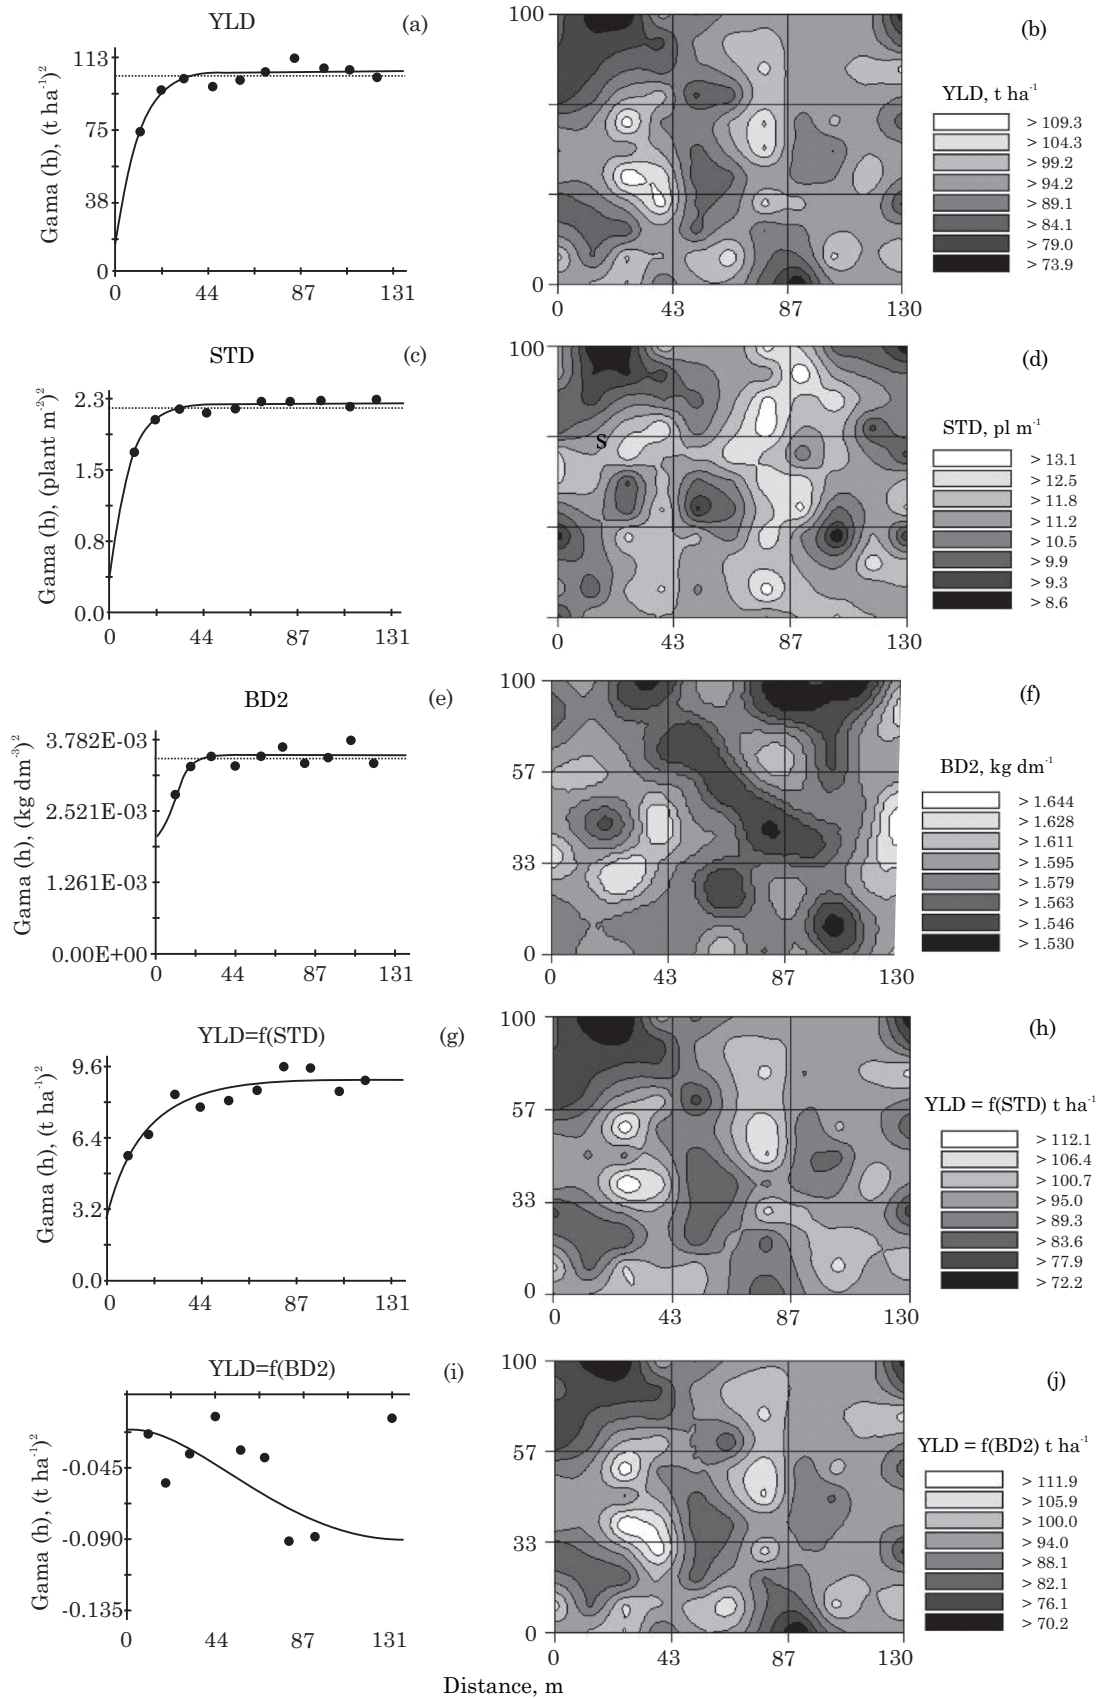 YLD
(a)
Gama (h), (t ha⁻¹)²
113
75
38
0
0 44 87 131
(b)
100
0
0 43 87 130
YLD, t ha⁻¹
> 109.3
> 104.3
> 99.2
> 94.2
> 89.1
> 84.1
> 79.0
> 73.9
STD
(c)
Gama (h), (plant m⁻²)²
2.3
1.5
0.8
0.0
0 44 87 131
(d)
100
S
0 43 87 130
STD, pl m⁻¹
> 13.1
> 12.5
> 11.8
> 11.2
> 10.5
> 9.9
> 9.3
> 8.6
BD2
(e)
Gama (h), (kg dm⁻³)²
3.782E-03
2.521E-03
1.261E-03
0.00E+00
0 44 87 131
(f)
100
57
33
0
0 43 87 130
BD2, kg dm⁻¹
> 1.644
> 1.628
> 1.611
> 1.595
> 1.579
> 1.563
> 1.546
> 1.530
YLD=f(STD)
(g)
Gama (h), (t ha⁻¹)²
9.6
6.4
3.2
0.0
0 44 87 131
(h)
100
57
33
0
0 43 87 130
YLD = f(STD) t ha⁻¹
> 112.1
> 106.4
> 100.7
> 95.0
> 89.3
> 83.6
> 77.9
> 72.2
YLD=f(BD2)
(i)
Gama (h), (t ha⁻¹)²
-0.045
-0.090
-0.135
0 44 87 131
(j)
100
57
33
0
0 43 87 130
YLD = f(BD2) t ha⁻¹
> 111.9
> 105.9
> 100.0
> 94.0
> 88.1
> 82.1
> 76.1
> 70.2
Distance, m